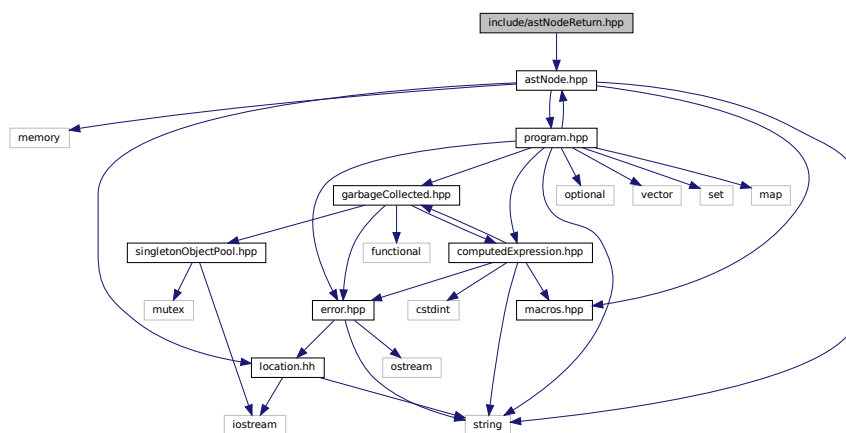 include/astNodeReturn.hpp
astNode.hpp
memory
program.hpp
garbageCollected.hpp
optional
vector
set
map
singletonObjectPool.hpp
functional
computedExpression.hpp
mutex
error.hpp
cstdint
macros.hpp
location.hh
ostream
iostream
string